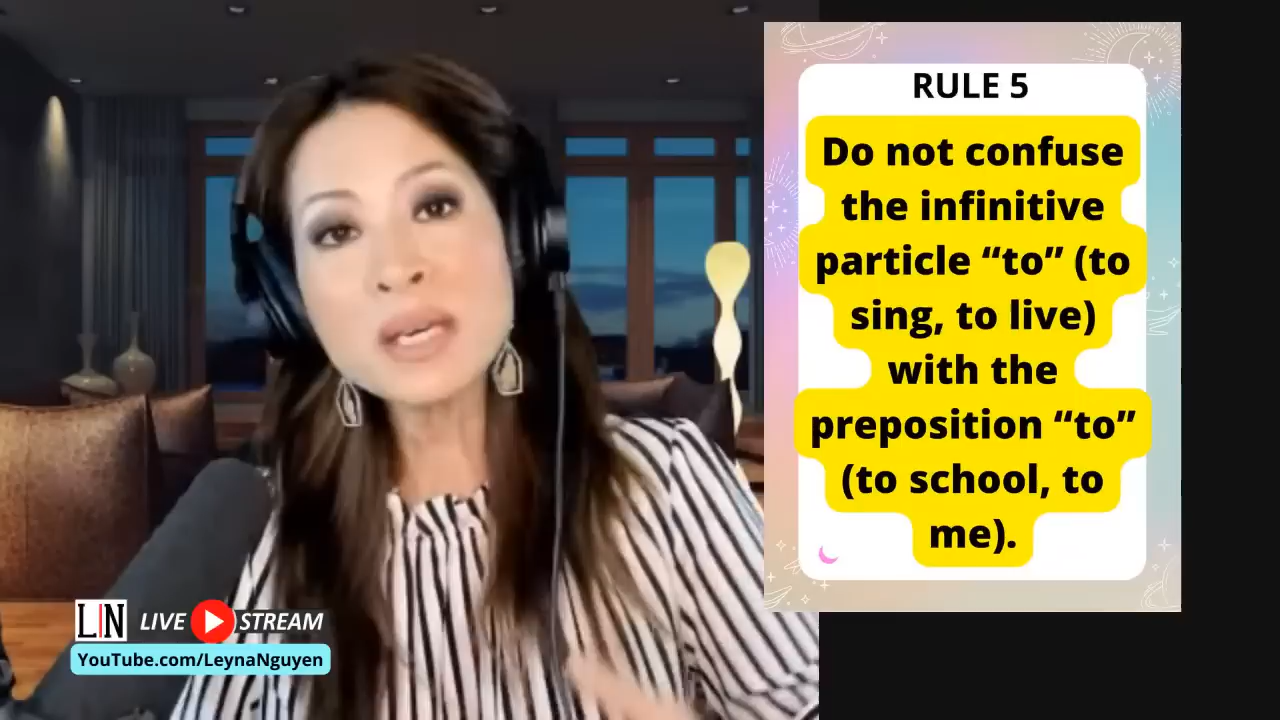 RULE 5
Do not confuse
the infinitive
particle “to” (to
sing, to live)
with the
preposition “to”
(to school, to
me).
LIN LIVE STREAM
YouTube.com/LeynaNguyen